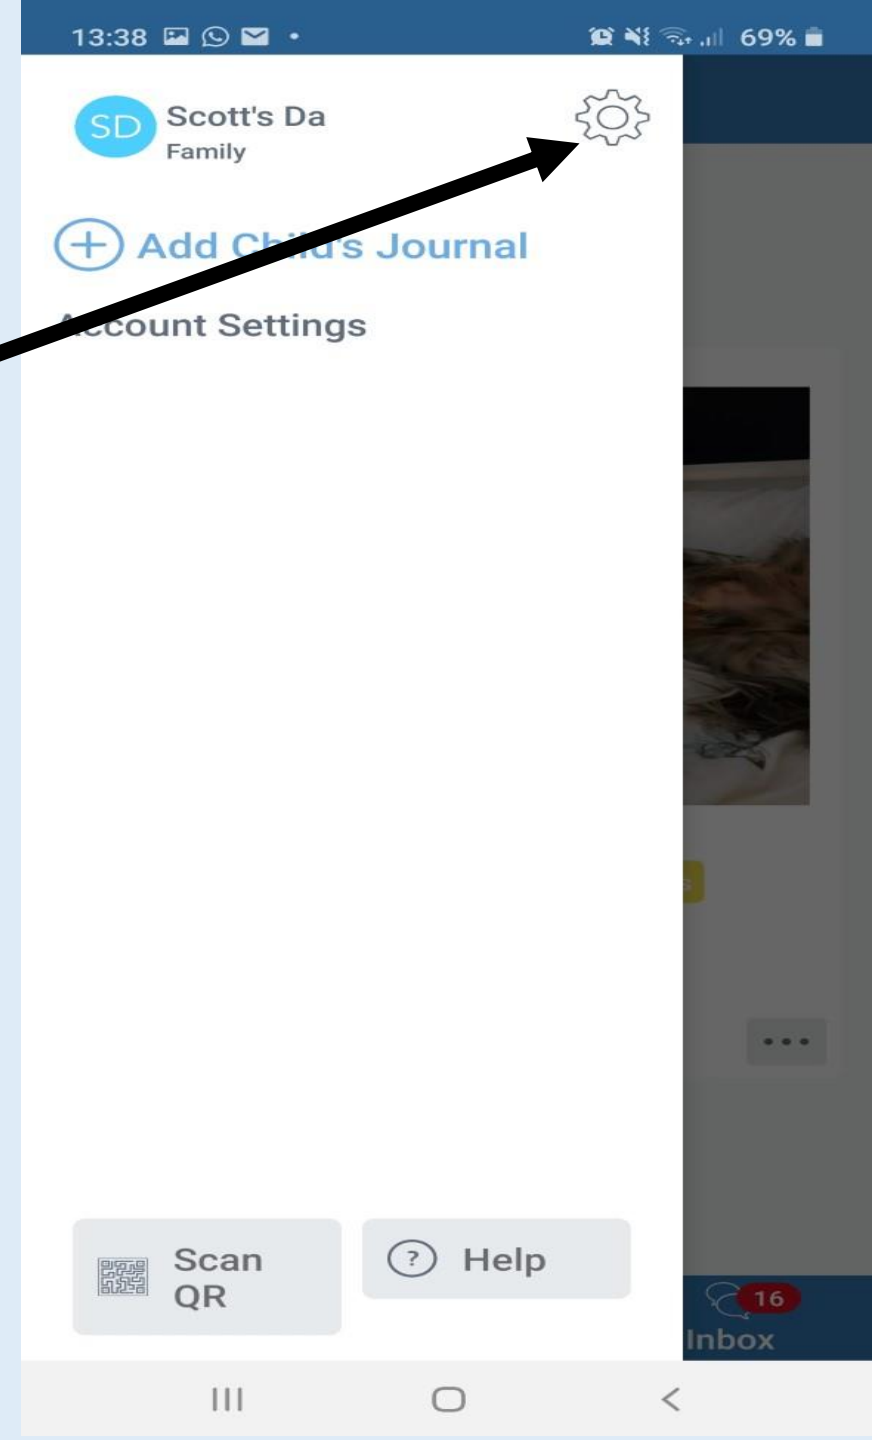 13:38
69%
SD
Scott's Da
Family
Add Child's Journal
Account Settings
s
...
Scan
QR
? Help
16
Inbox